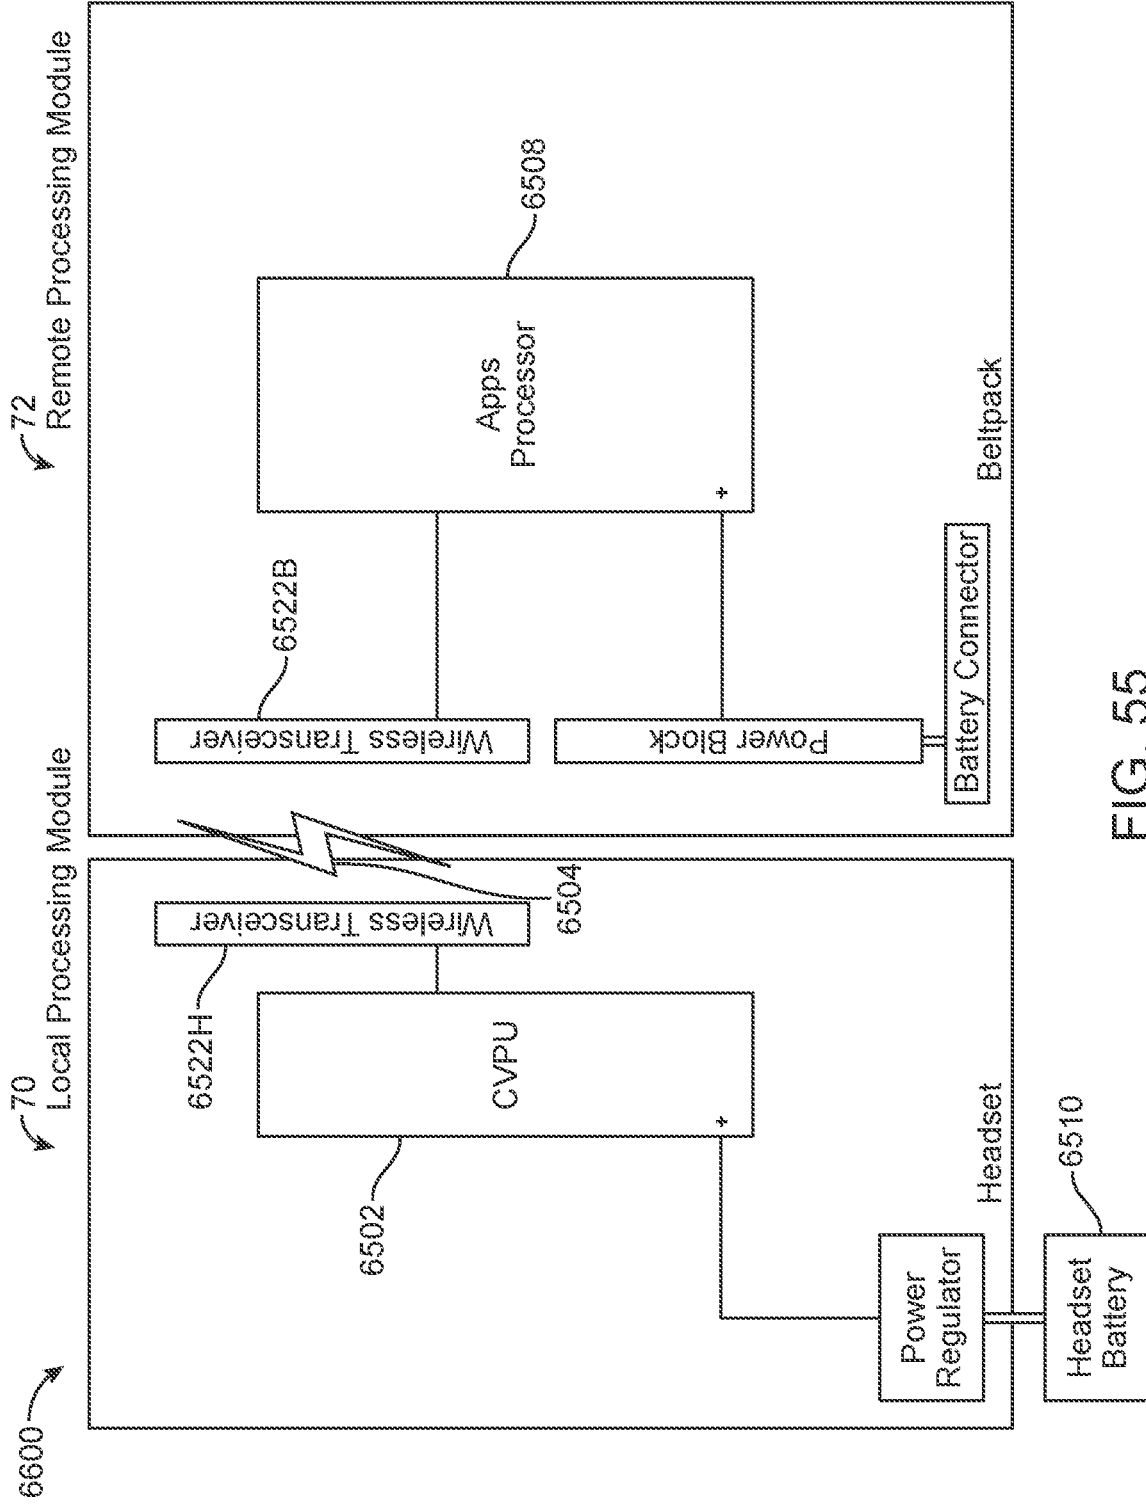 6600
70
Local Processing Module
72
Remote Processing Module
6522H
Wireless Transceiver
6522B
Wireless Transceiver
6502
CVPU
+
6504
Apps
Processor
+
6508
Power Block
Power
Regulator
Headset
Battery Connector
Beltpack
Headset
Battery
6510
FIG. 55